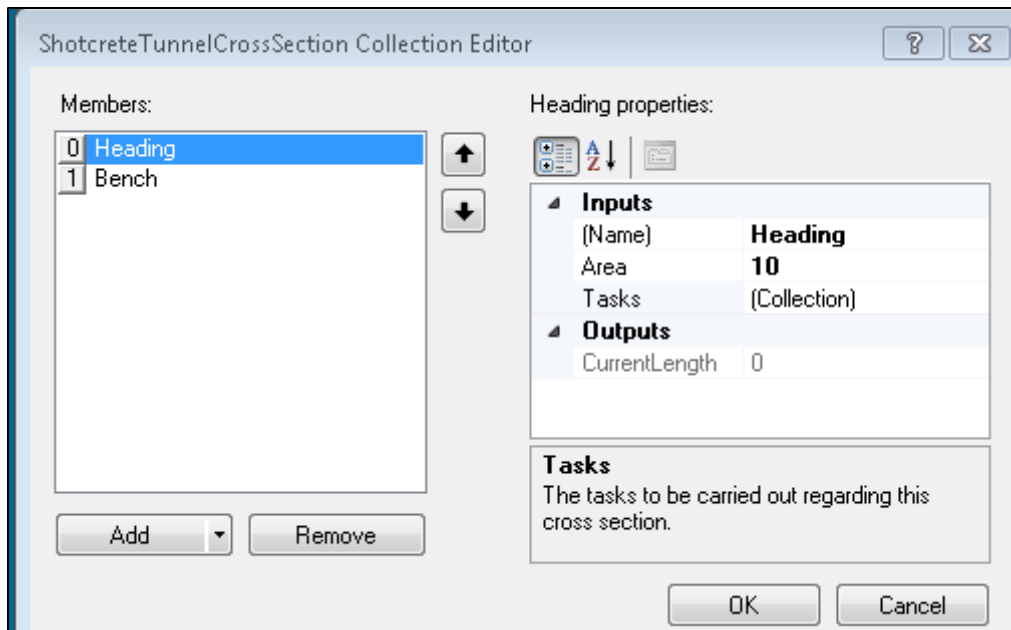 ShotcreteTunnelCrossSection Collection Editor
Members:
0 Heading
1 Bench
Add
Remove
Heading properties:
A
Z
Inputs
(Name) Heading
Area 10
Tasks (Collection)
Outputs
CurrentLength 0
Tasks
The tasks to be carried out regarding this
cross section.
OK
Cancel